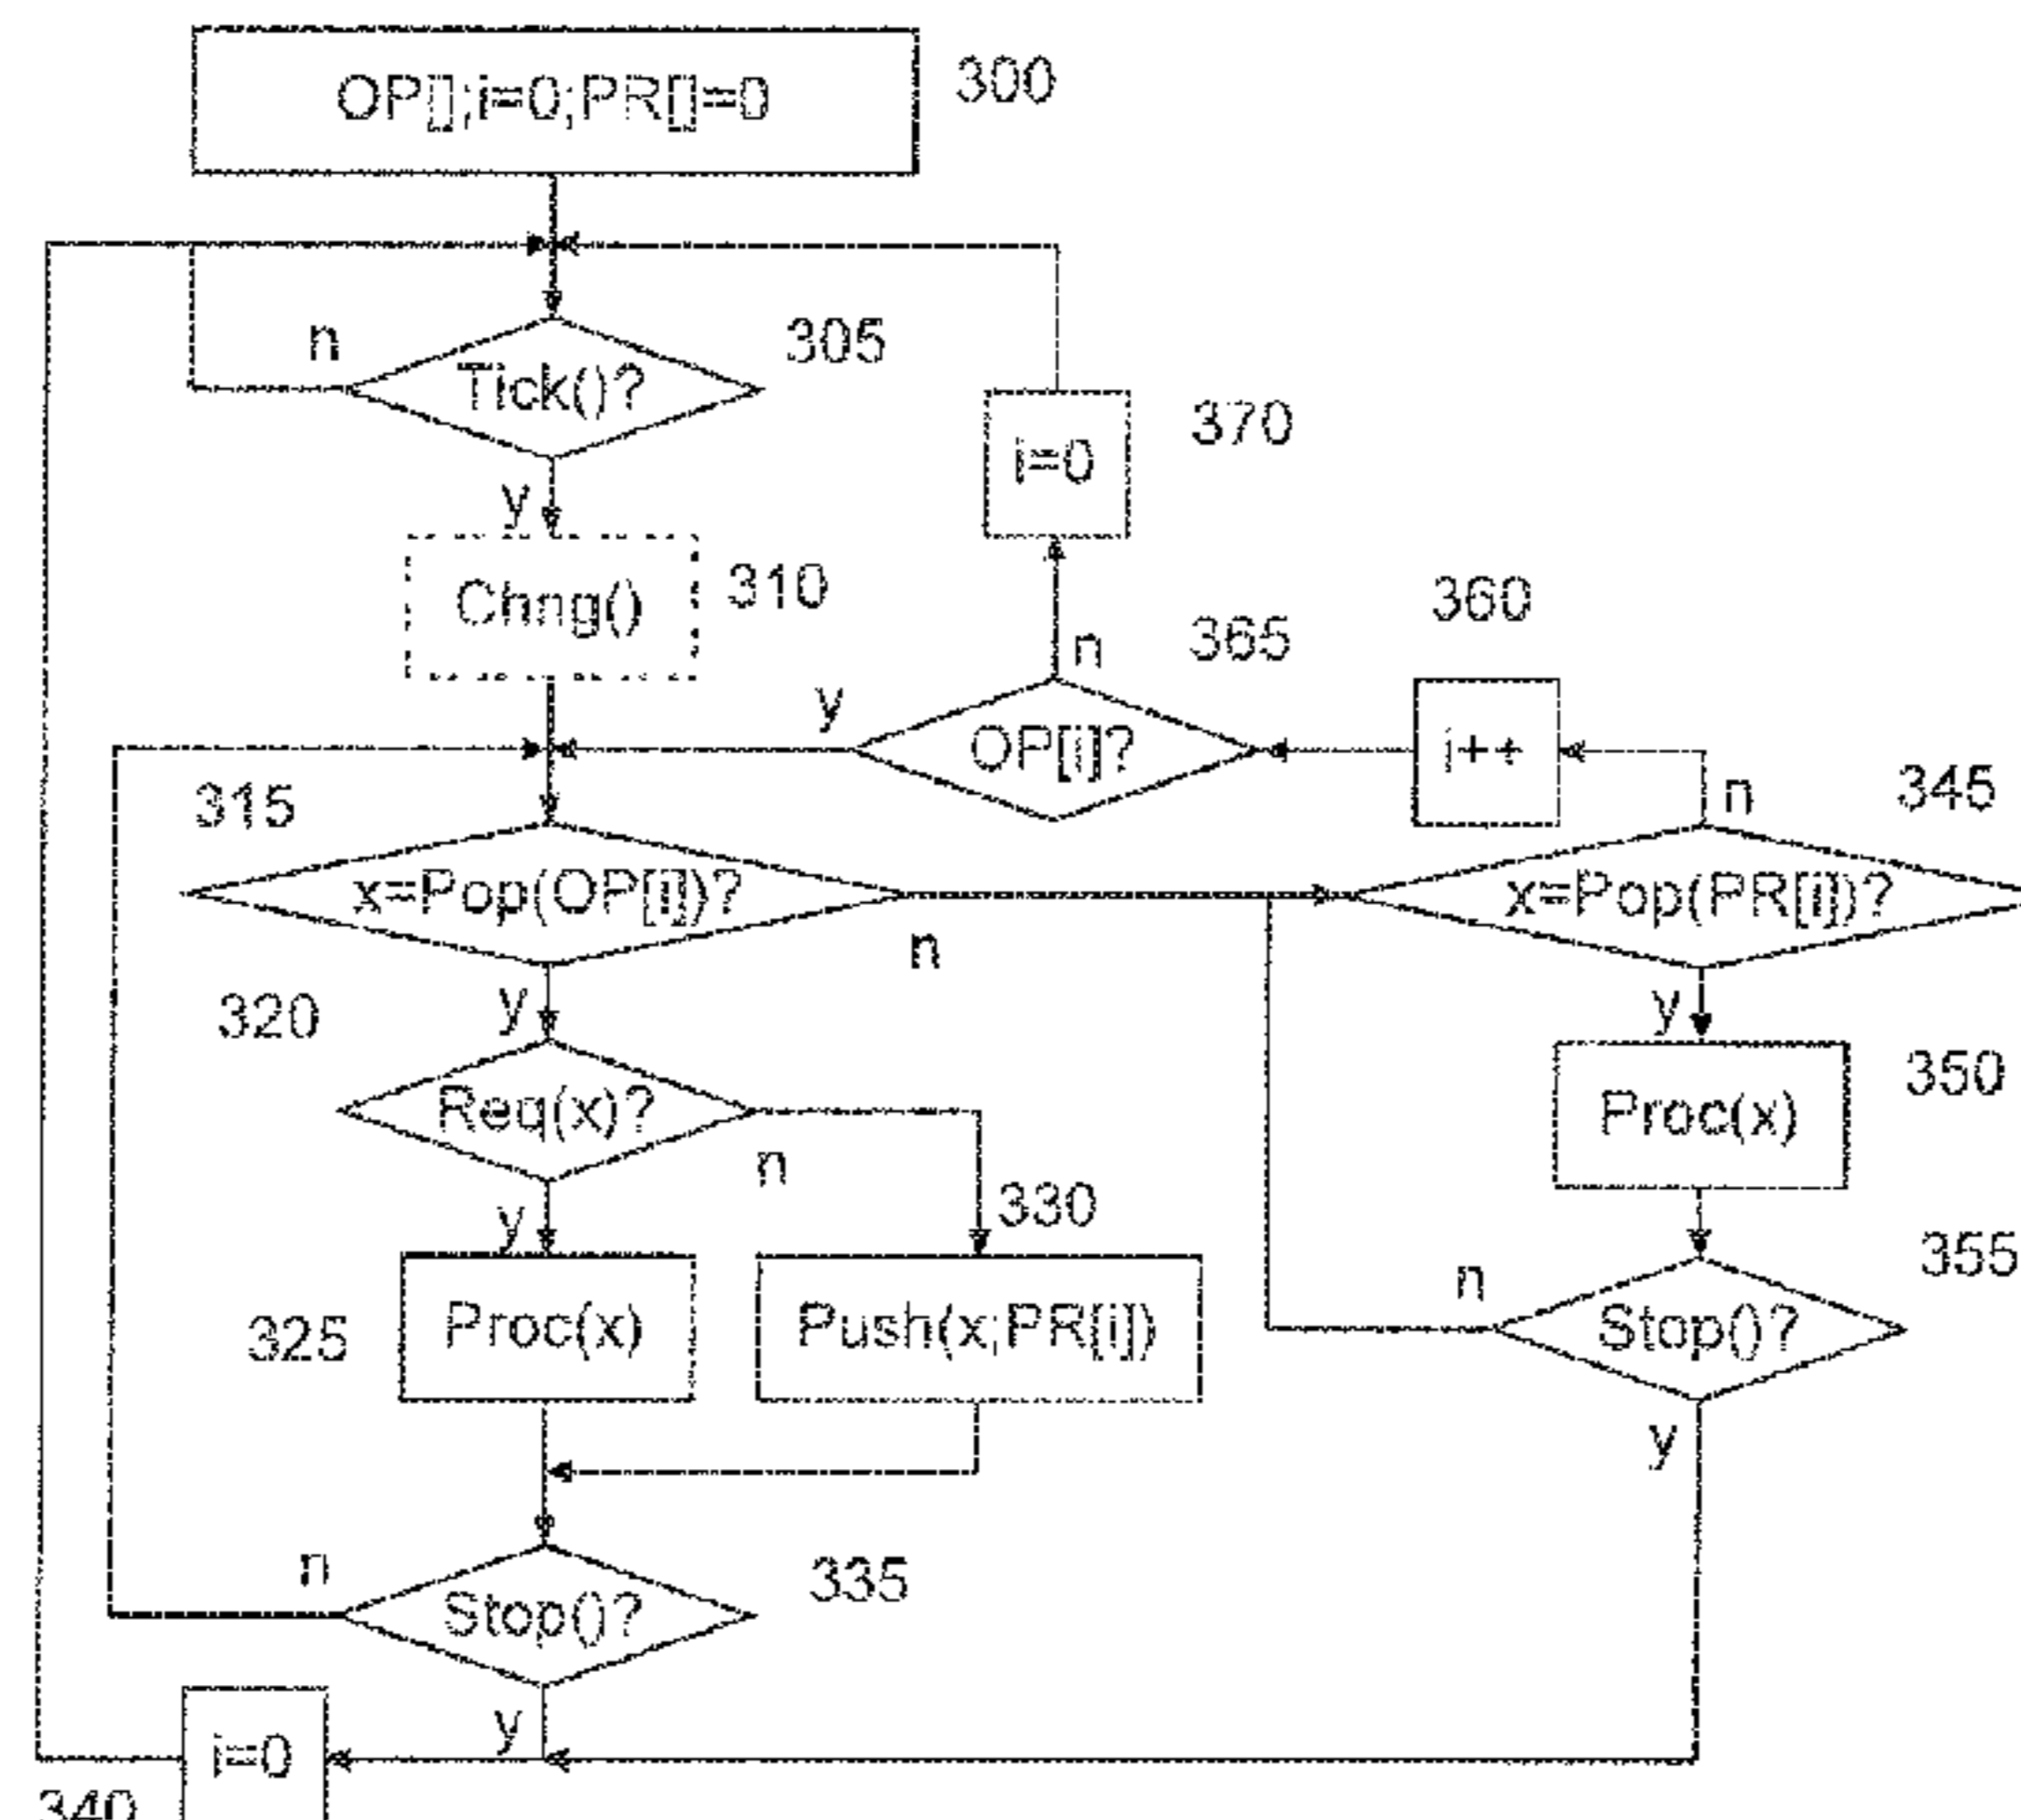 OP[];i=0;PR[]=0
300
n
Tick()?
305
y
i=0
370
Chng()
310
360
n
365
y
OP[i]?
i++
n
345
315
x=Pop(OP[i])?
n
x=Pop(PR[i])?
y
320
y
Req(x)?
n
Proc(x)
350
y
330
325
Proc(x)
Push(x;PR[i])
n
Stop()?
355
y
n
Stop()?
335
y
i=0
340